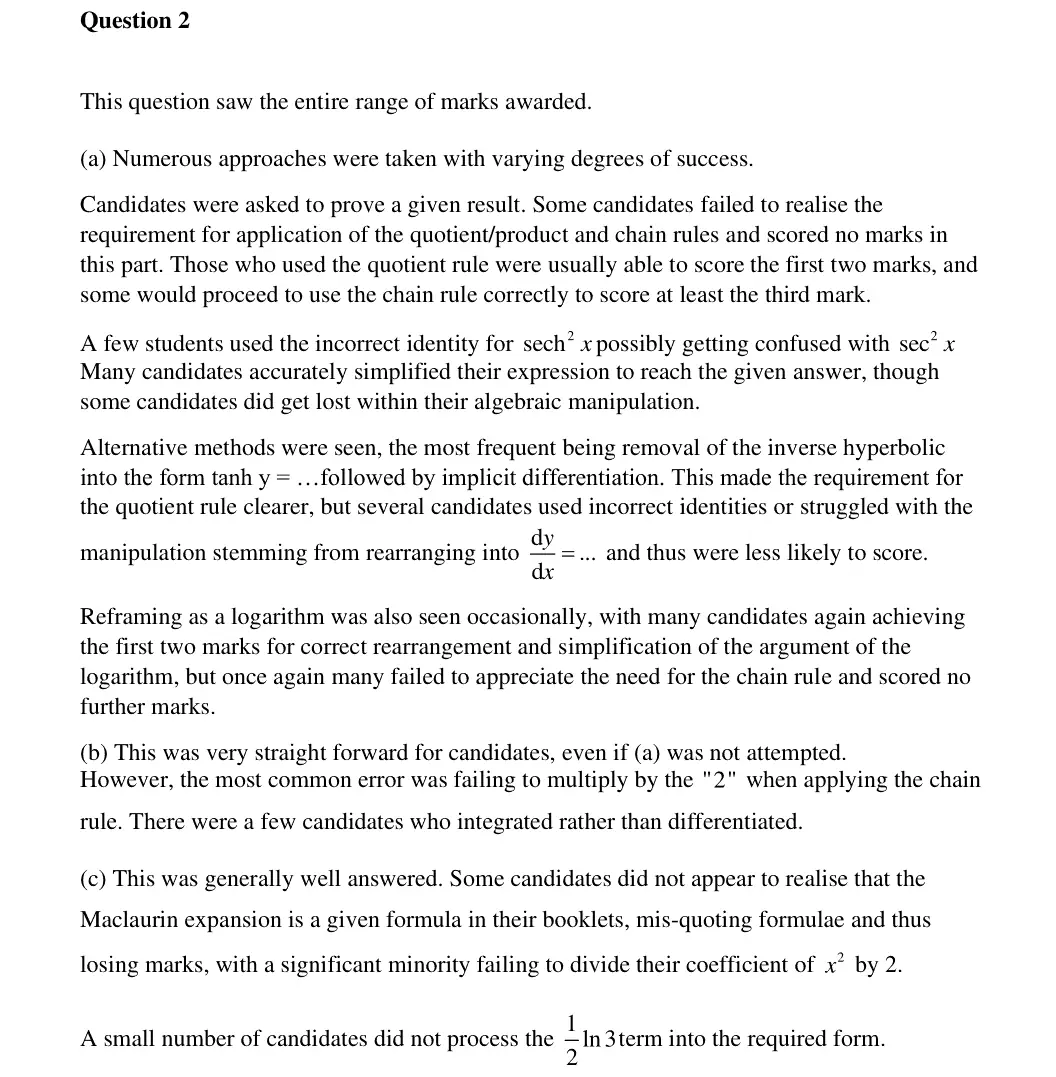 Question 2
This question saw the entire range of marks awarded.
(a) Numerous approaches were taken with varying degrees of success.
Candidates were asked to prove a given result. Some candidates failed to realise the
requirement for application of the quotient/product and chain rules and scored no marks in
this part. Those who used the quotient rule were usually able to score the first two marks, and
some would proceed to use the chain rule correctly to score at least the third mark.
A few students used the incorrect identity for sech² x possibly getting confused with sec² x
Many candidates accurately simplified their expression to reach the given answer, though
some candidates did get lost within their algebraic manipulation.
Alternative methods were seen, the most frequent being removal of the inverse hyperbolic
into the form tanh y = …followed by implicit differentiation. This made the requirement for
the quotient rule clearer, but several candidates used incorrect identities or struggled with the
manipulation stemming from rearranging into dy/dx = ... and thus were less likely to score.
Reframing as a logarithm was also seen occasionally, with many candidates again achieving
the first two marks for correct rearrangement and simplification of the argument of the
logarithm, but once again many failed to appreciate the need for the chain rule and scored no
further marks.
(b) This was very straight forward for candidates, even if (a) was not attempted.
However, the most common error was failing to multiply by the "2" when applying the chain
rule. There were a few candidates who integrated rather than differentiated.
(c) This was generally well answered. Some candidates did not appear to realise that the
Maclaurin expansion is a given formula in their booklets, mis-quoting formulae and thus
losing marks, with a significant minority failing to divide their coefficient of x² by 2.
A small number of candidates did not process the 1/2 ln 3 term into the required form.